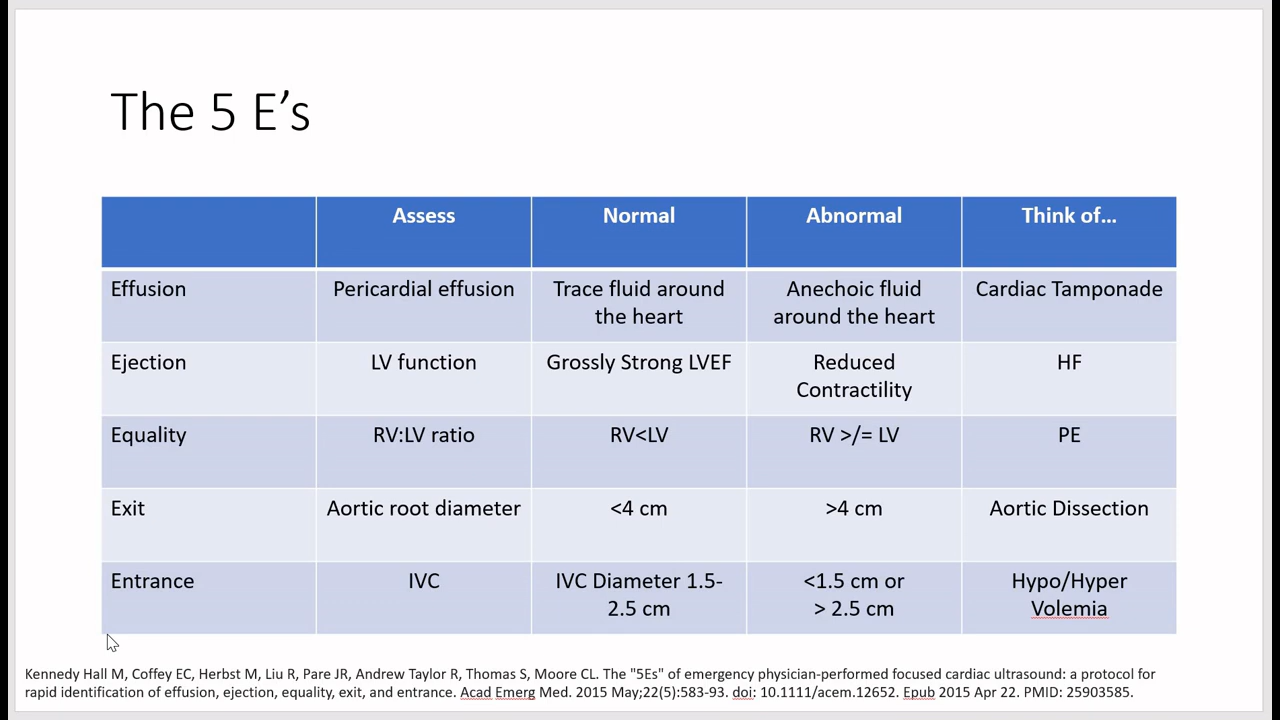 The 5 E’s
Assess Normal Abnormal Think of…
Effusion Pericardial effusion Trace fluid around Anechoic fluid Cardiac Tamponade
the heart around the heart
Ejection LV function Grossly Strong LVEF Reduced HF
Contractility
Equality RV:LV ratio RV<LV RV >/= LV PE
Exit Aortic root diameter <4 cm >4 cm Aortic Dissection
Entrance IVC IVC Diameter 1.5- <1.5 cm or Hypo/Hyper
2.5 cm > 2.5 cm Volemia
Kennedy Hall M, Coffey EC, Herbst M, Liu R, Pare JR, Andrew Taylor R, Thomas S, Moore CL. The "5Es" of emergency physician-performed focused cardiac ultrasound: a protocol for
rapid identification of effusion, ejection, equality, exit, and entrance. Acad Emerg Med. 2015 May;22(5):583-93. doi: 10.1111/acem.12652. Epub 2015 Apr 22. PMID: 25903585.